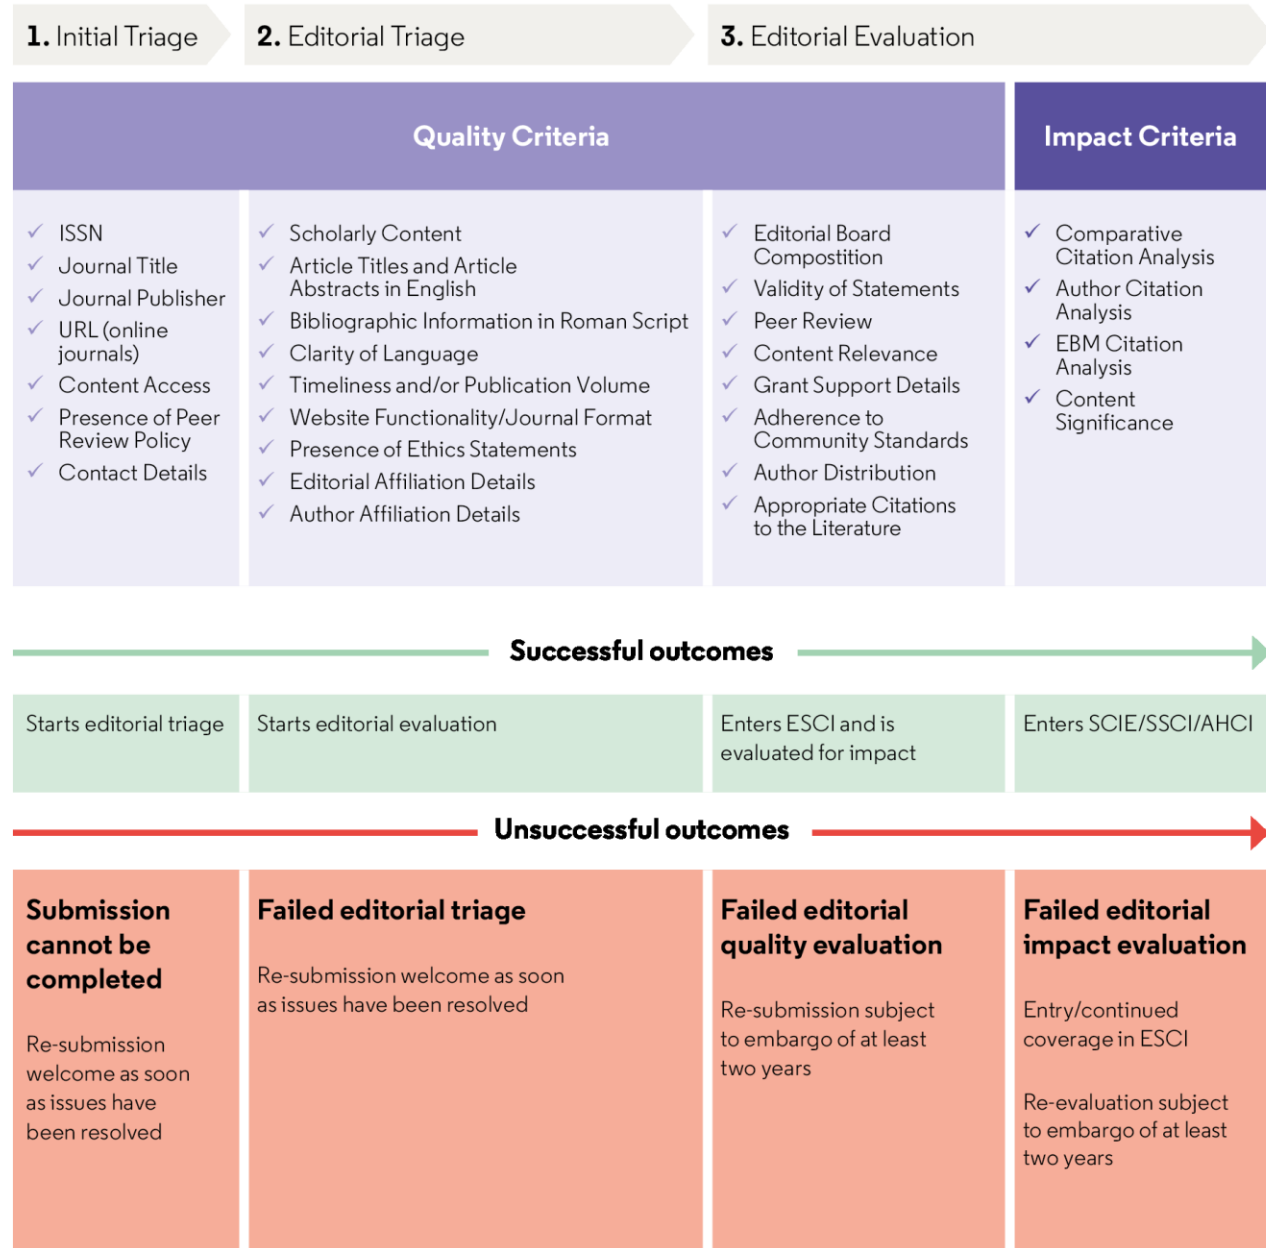 1. Initial Triage
2. Editorial Triage
3. Editorial Evaluation
Quality Criteria
Impact Criteria
✓ ISSN
✓ Journal Title
✓ Journal Publisher
✓ URL (online
journals)
✓ Content Access
✓ Presence of Peer
Review Policy
✓ Contact Details
✓ Scholarly Content
✓ Article Titles and Article
Abstracts in English
✓ Bibliographic Information in Roman Script
✓ Clarity of Language
✓ Timeliness and/or Publication Volume
✓ Website Functionality/Journal Format
✓ Presence of Ethics Statements
✓ Editorial Affiliation Details
✓ Author Affiliation Details
✓ Editorial Board
Compostition
✓ Validity of Statements
✓ Peer Review
✓ Content Relevance
✓ Grant Support Details
✓ Adherence to
Community Standards
✓ Author Distribution
✓ Appropriate Citations
to the Literature
✓ Comparative
Citation Analysis
✓ Author Citation
Analysis
✓ EBM Citation
Analysis
✓ Content
Significance
Successful outcomes
Starts editorial triage
Starts editorial evaluation
Enters ESCI and is
evaluated for impact
Enters SCIE/SSCI/AHCI
Unsuccessful outcomes
Submission
cannot be
completed
Re-submission
welcome as soon
as issues have
been resolved
Failed editorial triage
Re-submission welcome as soon
as issues have been resolved
Failed editorial
quality evaluation
Re-submission subject
to embargo of at least
two years
Failed editorial
impact evaluation
Entry/continued
coverage in ESCI
Re-evaluation subject
to embargo of at least
two years